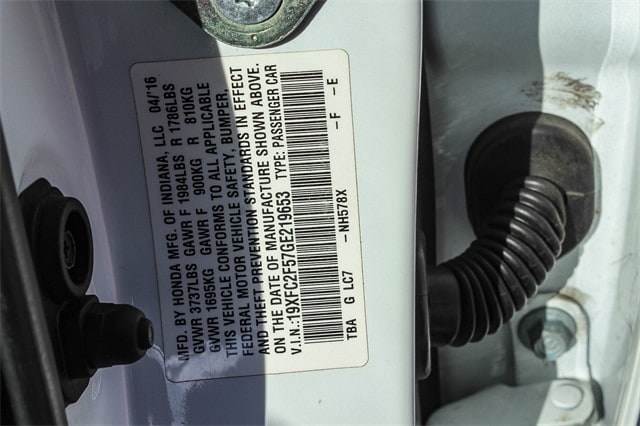 MFD. BY HONDA MFG. OF INDIANA, LLC 04/'16
GVWR 3737LBS GAWR F 1984LBS R 1786LBS
GVWR 1695KG GAWR F 900KG R 810KG
THIS VEHICLE CONFORMS TO ALL APPLICABLE
FEDERAL MOTOR VEHICLE SAFETY, BUMPER,
AND THEFT PREVENTION STANDARDS IN EFFECT
ON THE DATE OF MANUFACTURE SHOWN ABOVE.
V.I.N.:19XFC2F57GE219653 TYPE: PASSENGER CAR
TBA G LC7 -NH578X -F -E